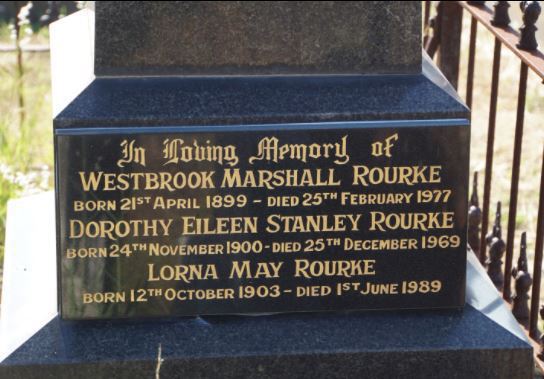 In Loving Memory of
WESTBROOK MARSHALL ROURKE
BORN 21ST APRIL 1899 – DIED 25TH FEBRUARY 1977
DOROTHY EILEEN STANLEY ROURKE
BORN 24TH NOVEMBER 1900 - DIED 25TH DECEMBER 1969
LORNA MAY ROURKE
BORN 12TH OCTOBER 1903 – DIED 1ST JUNE 1989